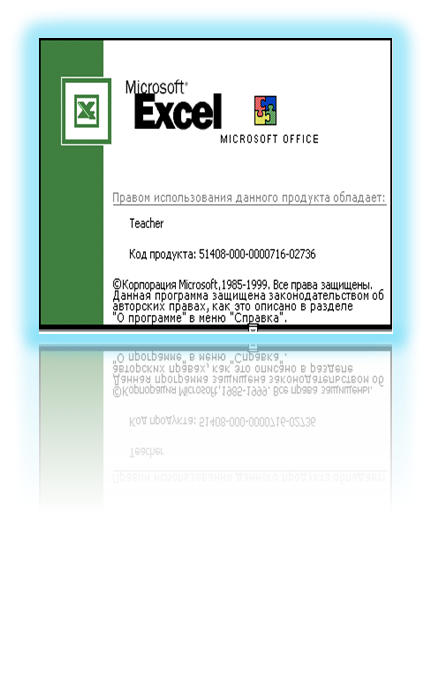 Microsoft®
Excel
MICROSOFT OFFICE
Правом использования данного продукта обладает:
Teacher
Код продукта: 51408-000-0000716-02736
©Корпорация Microsoft,1985-1999. Все права защищены.
Данная программа защищена законодательством об
авторских правах, как это описано в разделе
"О программе" в меню "Справка".